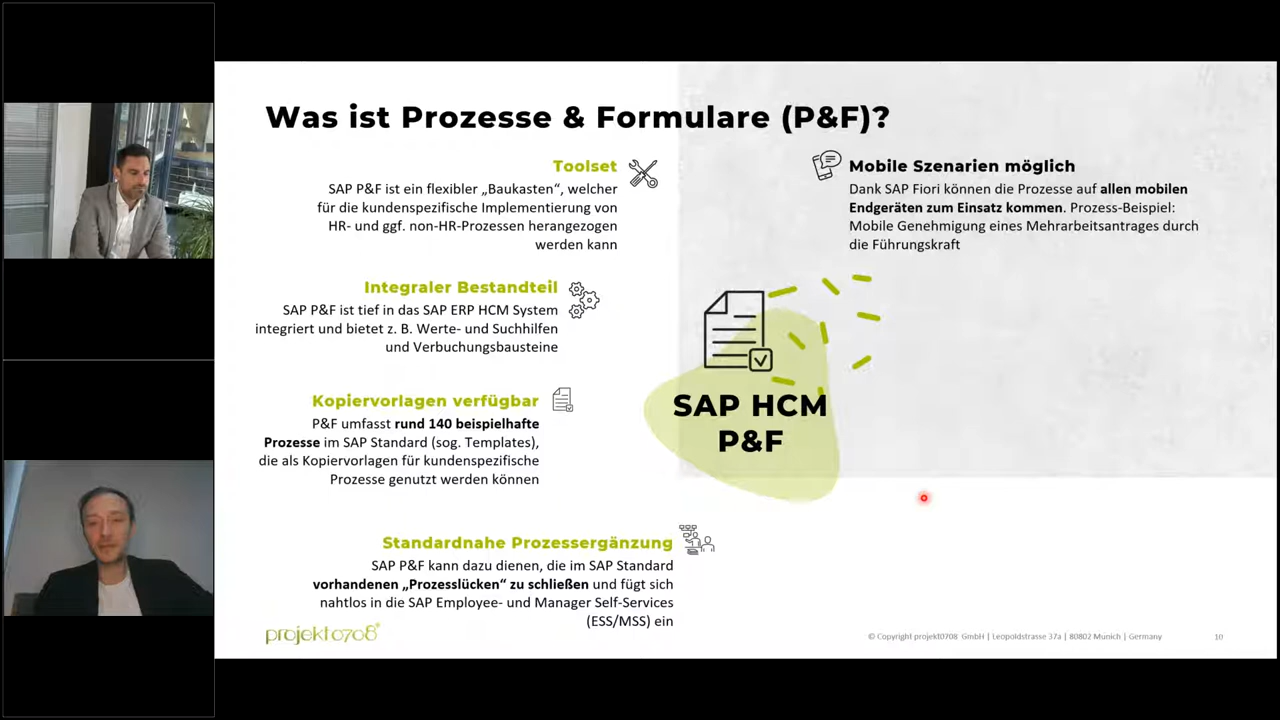 Was ist Prozesse & Formulare (P&F)?
Toolset
SAP P&F ist ein flexibler „Baukasten“, welcher
für die kundenspezifische Implementierung von
HR- und ggf. non-HR-Prozessen herangezogen
werden kann
Integraler Bestandteil
SAP P&F ist tief in das SAP ERP HCM System
integriert und bietet z. B. Werte- und Suchhilfen
und Verbuchungsbausteine
Kopiervorlagen verfügbar
P&F umfasst rund 140 beispielhafte
Prozesse im SAP Standard (sog. Templates),
die als Kopiervorlagen für kundenspezifische
Prozesse genutzt werden können
Standardnahe Prozessergänzung
SAP P&F kann dazu dienen, die im SAP Standard
vorhandenen „Prozesslücken“ zu schließen und fügt sich
nahtlos in die SAP Employee- und Manager Self-Services
(ESS/MSS) ein
Mobile Szenarien möglich
Dank SAP Fiori können die Prozesse auf allen mobilen
Endgeräten zum Einsatz kommen. Prozess-Beispiel:
Mobile Genehmigung eines Mehrarbeitsantrages durch
die Führungskraft
SAP HCM
P&F
projekt0708®
© Copyright projekt0708 GmbH | Leopoldstrasse 37a | 80802 Munich | Germany
10